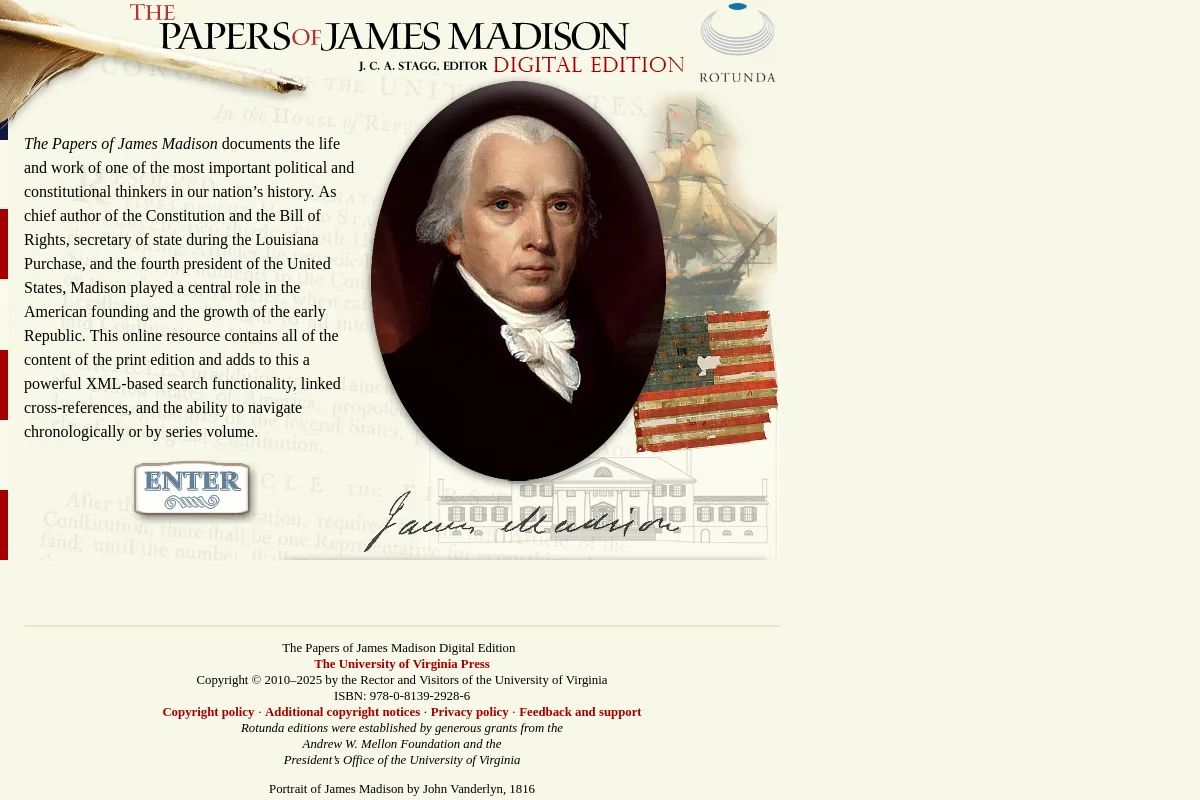 THE
PAPERS OF JAMES MADISON
J. C. A. STAGG, EDITOR DIGITAL EDITION
ROTUNDA
The Papers of James Madison documents the life
and work of one of the most important political and
constitutional thinkers in our nation’s history. As
chief author of the Constitution and the Bill of
Rights, secretary of state during the Louisiana
Purchase, and the fourth president of the United
States, Madison played a central role in the
American founding and the growth of the early
Republic. This online resource contains all of the
content of the print edition and adds to this a
powerful XML-based search functionality, linked
cross-references, and the ability to navigate
chronologically or by series volume.
ENTER
James Madison
The Papers of James Madison Digital Edition
The University of Virginia Press
Copyright © 2010–2025 by the Rector and Visitors of the University of Virginia
ISBN: 978-0-8139-2928-6
Copyright policy · Additional copyright notices · Privacy policy · Feedback and support
Rotunda editions were established by generous grants from the
Andrew W. Mellon Foundation and the
President’s Office of the University of Virginia
Portrait of James Madison by John Vanderlyn, 1816